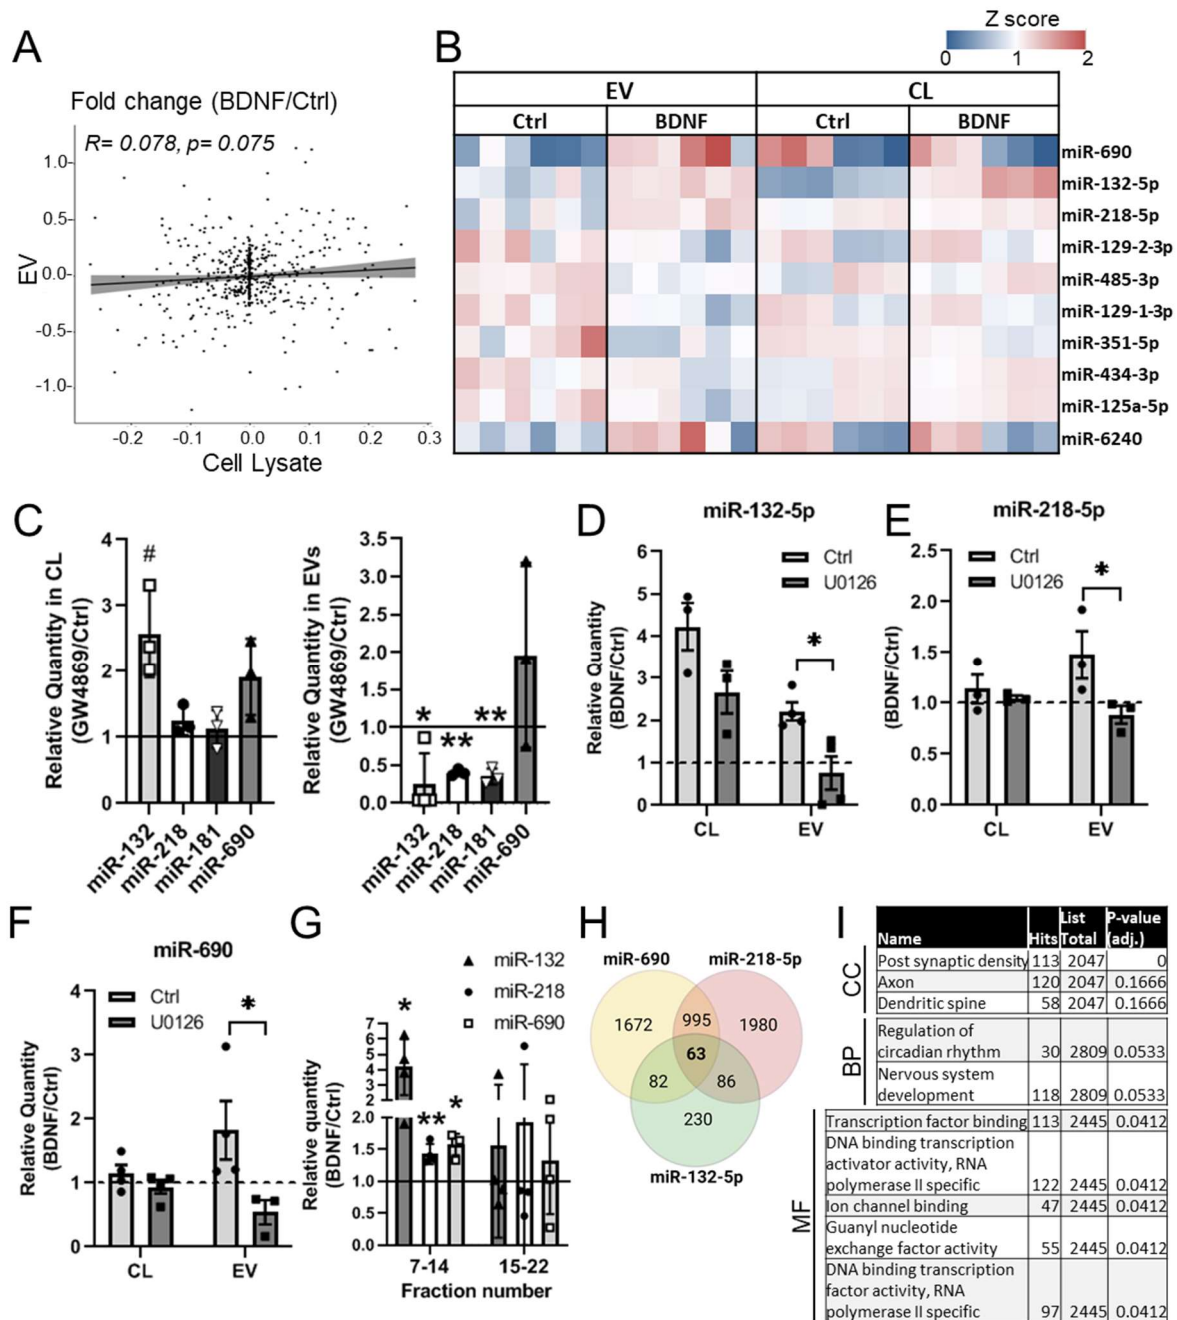 A
Fold change (BDNF/Ctrl)
R= 0.078, p= 0.075
EV
1.0
0.5
0.0
-0.5
-1.0
-0.2 -0.1 0.0 0.1 0.2 0.3
Cell Lysate
B
Z score
0 1 2
EV CL
Ctrl BDNF Ctrl BDNF
miR-690
miR-132-5p
miR-218-5p
miR-129-2-3p
miR-485-3p
miR-129-1-3p
miR-351-5p
miR-434-3p
miR-125a-5p
miR-6240
C
Relative Quantity in CL
(GW4869/Ctrl)
4
3
2
1
0
#
miR-132
miR-218
miR-181
miR-690
Relative Quantity in EVs
(GW4869/Ctrl)
3.5
3.0
2.5
2.0
1.5
1.0
0.5
0.0
* ** **
miR-132
miR-218
miR-181
miR-690
D
miR-132-5p
Relative Quantity
(BDNF/Ctrl)
6
5
4
3
2
1
0
Ctrl
U0126
*
CL EV
E
miR-218-5p
(BDNF/Ctrl)
2.5
2.0
1.5
1.0
0.5
0.0
Ctrl
U0126
*
CL EV
F
miR-690
Relative Quantity
(BDNF/Ctrl)
4
3
2
1
0
Ctrl
U0126
*
CL EV
G
miR-132
miR-218
miR-690
Relative quantity
(BDNF/Ctrl)
7
6
5
4
3
2
2.0
1.5
1.0
0.5
0.0
* ** *
7-14 15-22
Fraction number
H
miR-690 miR-218-5p
1672 995 1980
63
82 86
230
miR-132-5p
I
Name Hits List Total P-value (adj.)
CC
Post synaptic density 113 2047 0
Axon 120 2047 0.1666
Dendritic spine 58 2047 0.1666
BP
Regulation of
circadian rhythm 30 2809 0.0533
Nervous system
development 118 2809 0.0533
MF
Transcription factor binding 113 2445 0.0412
DNA binding transcription
activator activity, RNA
polymerase II specific 122 2445 0.0412
Ion channel binding 47 2445 0.0412
Guanyl nucleotide
exchange factor activity 55 2445 0.0412
DNA binding transcription
factor activity, RNA
polymerase II specific 97 2445 0.0412